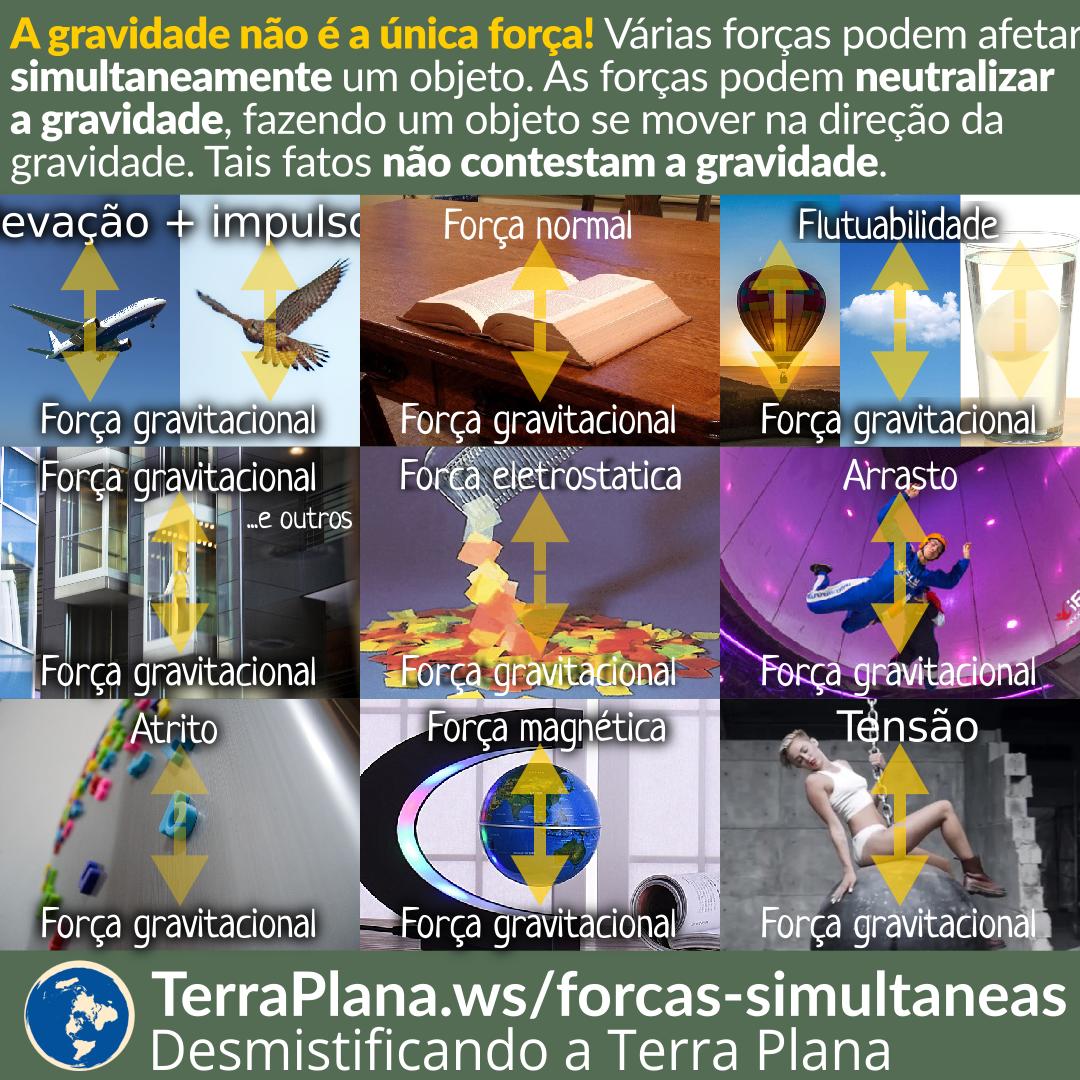 A gravidade não é a única força! Várias forças podem afetar
simultaneamente um objeto. As forças podem neutralizar
a gravidade, fazendo um objeto se mover na direção da
gravidade. Tais fatos não contestam a gravidade.
evação + impulso
Força normal
Flutuabilidade
Força gravitacional
Força gravitacional
Força gravitacional
Força gravitacional
...e outros
Força eletrostatica
Arrasto
Força gravitacional
Força gravitacional
Força gravitacional
Atrito
Força magnética
Tensão
Força gravitacional
Força gravitacional
Força gravitacional
TerraPlana.ws/forcas-simultaneas
Desmistificando a Terra Plana